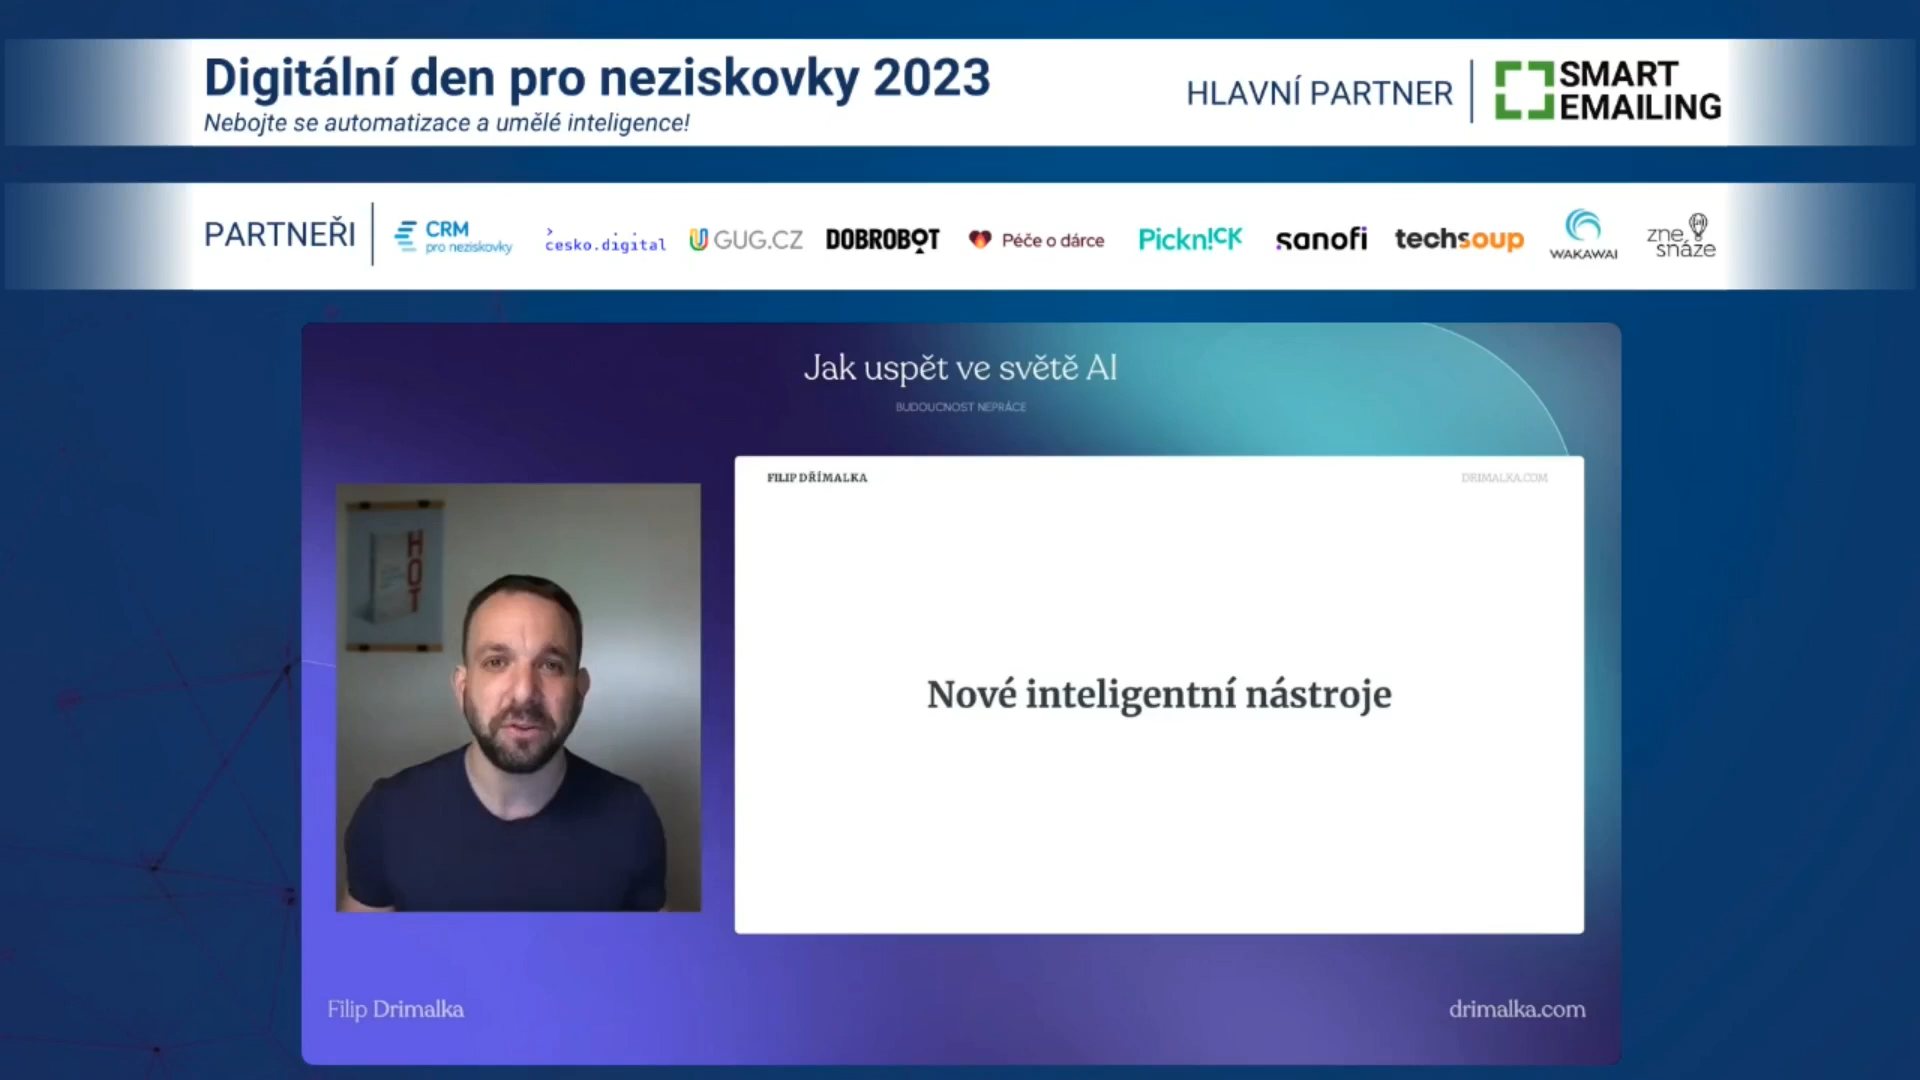 Digitální den pro neziskovky 2023
Nebojte se automatizace a umělé inteligence!
HLAVNÍ PARTNER
SMART
EMAILING
PARTNEŘI
CRM
pro neziskovky
cesko.digital
GUG.CZ
DOBROBOT
Péče o dárce
Pickn!CK
sanofi
techsoup
WAKAWAI
zne
snáze
Jak uspět ve světě AI
BUDOUCNOST NEPRÁCE
FILIP DŘÍMALKA
DRIMALKA.COM
HOT
Nové inteligentní nástroje
Filip Drimalka
drimalka.com